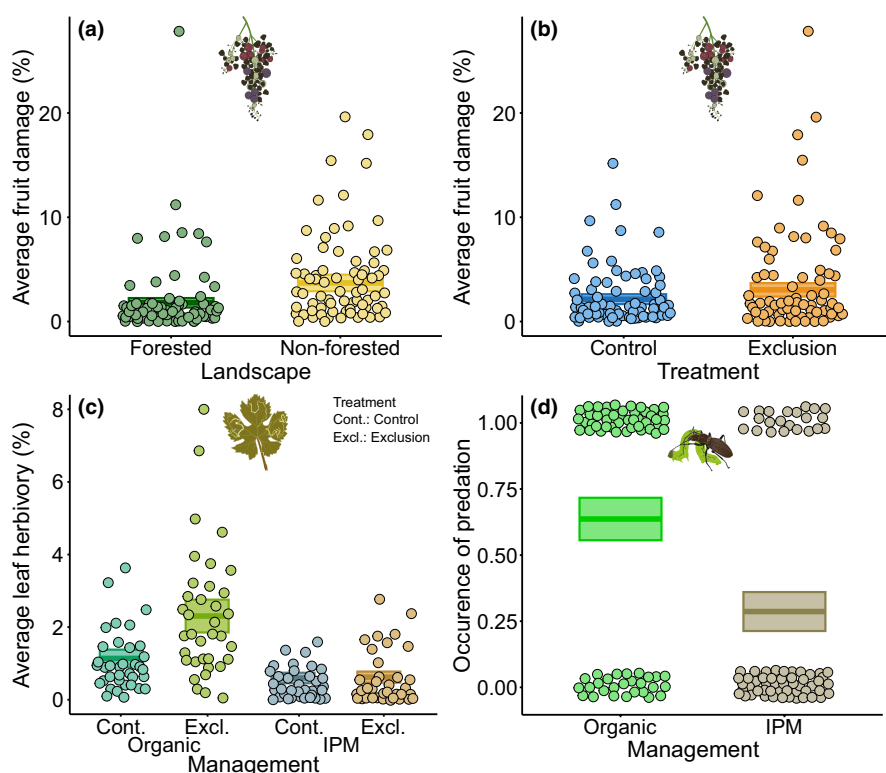 (a)
Average fruit damage (%)
20
10
0
Forested Non-forested
Landscape
(b)
Average fruit damage (%)
20
10
0
Control Exclusion
Treatment
(c)
Treatment
Cont.: Control
Excl.: Exclusion
Average leaf herbivory (%)
8
6
4
2
0
Cont. Excl. Cont. Excl.
Organic IPM
Management
(d)
Occurence of predation
1.00
0.75
0.50
0.25
0.00
Organic IPM
Management